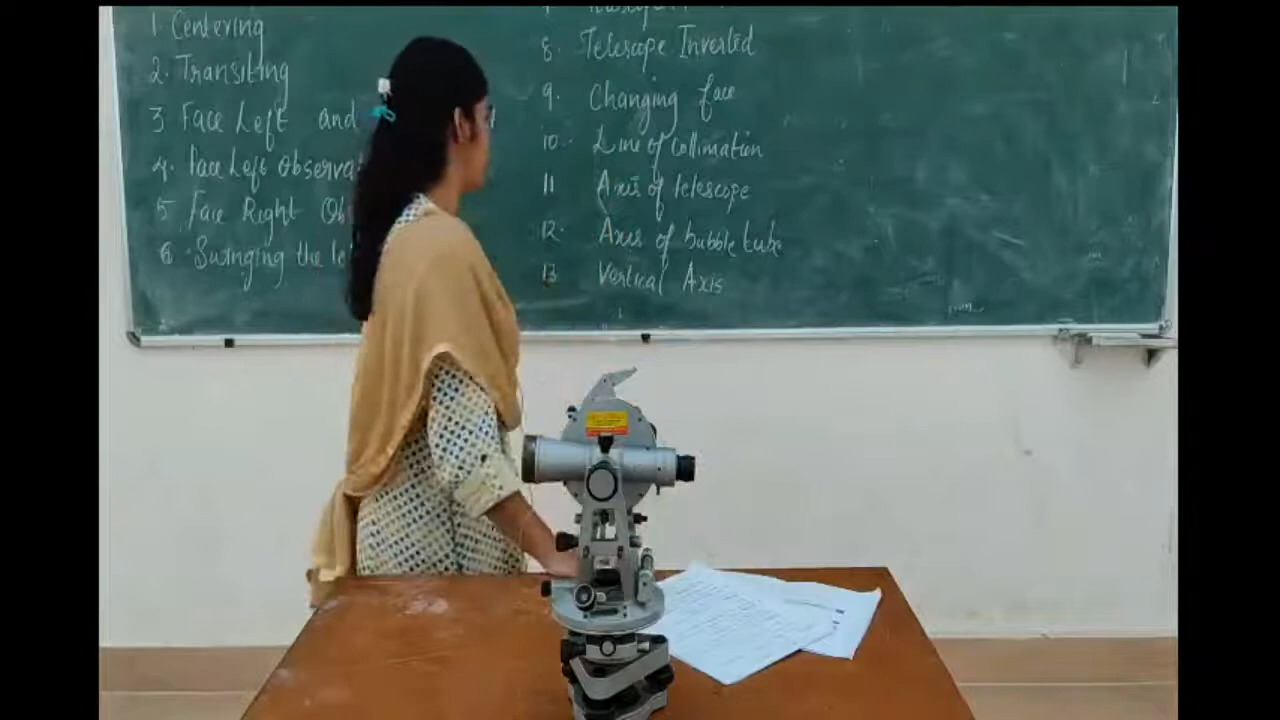 1. Centering
2. Transiting
3 Face Left and
4. Face Left Observa
5 Face Right Ob
6 Swinging the
8. Telescope Inverted
9. Changing face
10. Line of Collimation
11 Axis of telescope
12. Axis of bubble tube
13 Vertical Axis